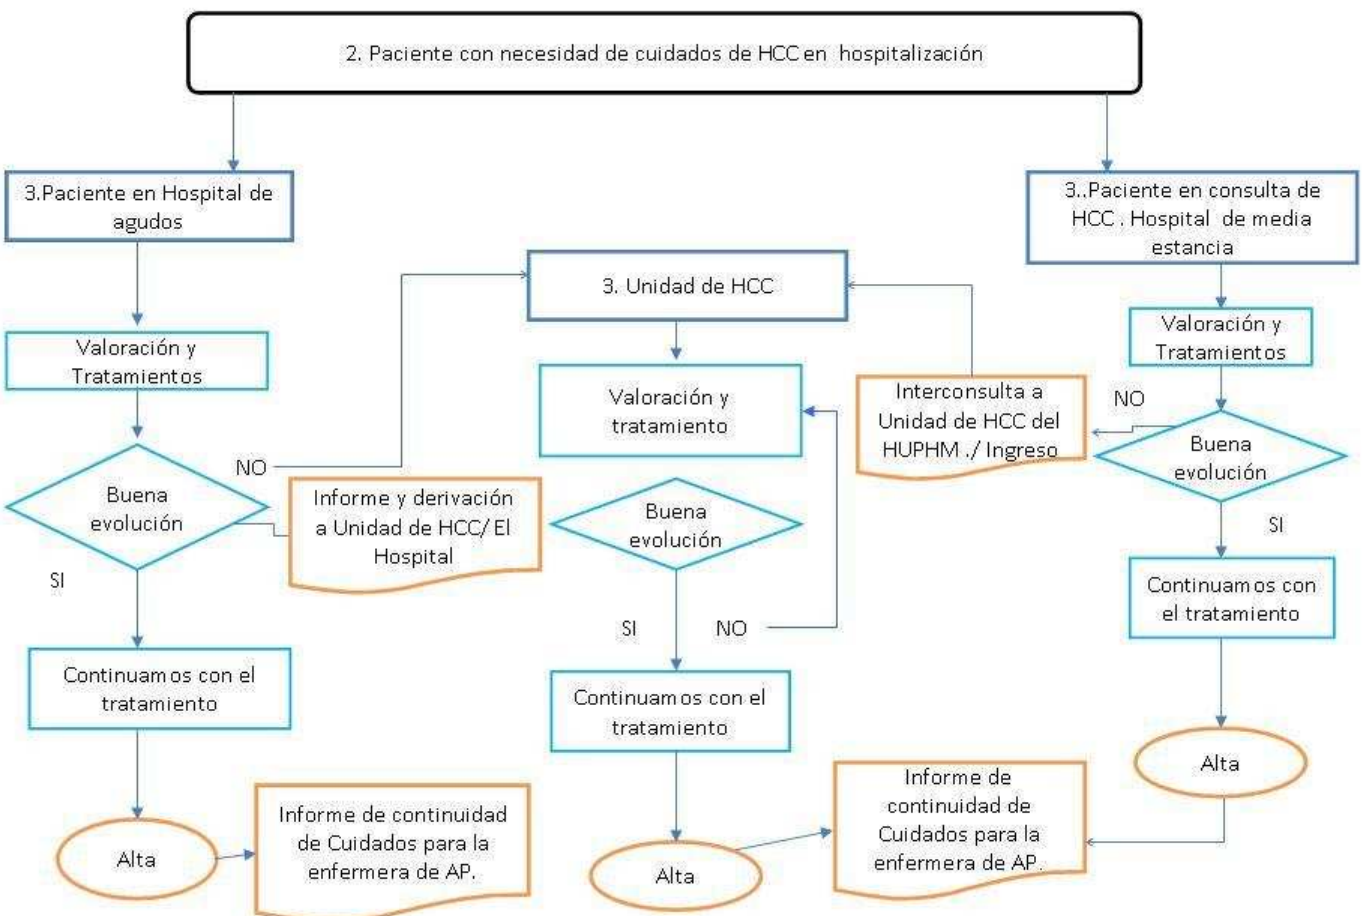 2. Paciente con necesidad de cuidados de HCC en hospitalización
3.Paciente en Hospital de
agudos
3..Paciente en consulta de
HCC . Hospital de media
estancia
3. Unidad de HCC
Valoración y
Tratamientos
Valoración y
tratamiento
Valoración y
Tratamientos
Interconsulta a
Unidad de HCC del
HUPHM ./ Ingreso
NO
Buena
evolución
NO
Buena
evolución
Informe y derivación
a Unidad de HCC/ El
Hospital
Buena
evolución
SI
SI
Continuamos con
el tratamiento
SI
NO
Continuamos con el
tratamiento
Continuamos con el
tratamiento
Alta
Informe de
continuidad de
Cuidados para la
enfermera de AP.
Alta
Informe de continuidad
de Cuidados para la
enfermera de AP.
Alta